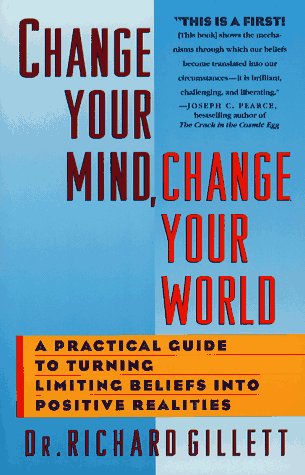 CHANGE
YOUR
MIND, CHANGE
YOUR
WORLD
"THIS IS A FIRST!
[This book] shows the mecha-
nisms through which our beliefs
become translated into our
circumstances—it is brilliant,
challenging, and liberating."
—JOSEPH C. PEARCE,
bestselling author of
The Crack in the Cosmic Egg
A PRACTICAL GUIDE
TO TURNING
LIMITING BELIEFS INTO
POSITIVE REALITIES
DR. RICHARD GILLETT